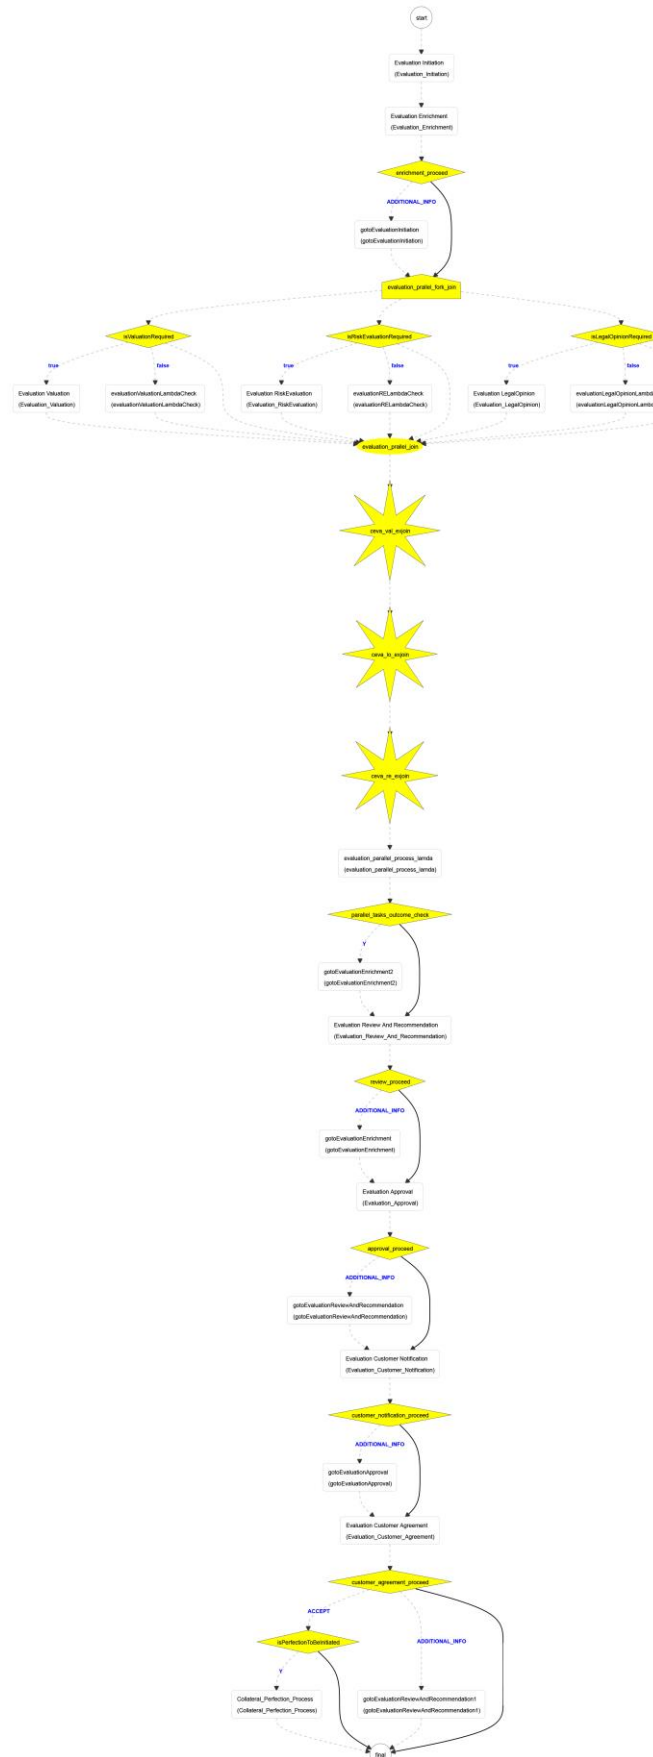 start
Evaluation Initiation
(Evaluation_Initiation)
Evaluation Enrichment
(Evaluation_Enrichment)
enrichment_proceed
ADDITIONAL_INFO
gotoEvaluationInitiation
(gotoEvaluationInitiation)
evaluation_prallel_fork_join
isValuationRequired
isRiskEvaluationRequired
isLegalOpinionRequired
true
false
true
false
true
false
Evaluation Valuation
(Evaluation_Valuation)
evaluationValuationLambdaCheck
(evaluationValuationLambdaCheck)
Evaluation RiskEvaluation
(Evaluation_RiskEvaluation)
evaluationRELambdaCheck
(evaluationRELambdaCheck)
Evaluation LegalOpinion
(Evaluation_LegalOpinion)
evaluationLegalOpinionLambd
(evaluationLegalOpinionLambd
evaluation_prallel_join
ceva_val_exjoin
ceva_lo_exjoin
ceva_re_exjoin
evaluation_parallel_process_lamda
(evaluation_parallel_process_lamda)
parallel_tasks_outcome_check
Y
gotoEvaluationEnrichment2
(gotoEvaluationEnrichment2)
Evaluation Review And Recommendation
(Evaluation_Review_And_Recommendation)
review_proceed
ADDITIONAL_INFO
gotoEvaluationEnrichment
(gotoEvaluationEnrichment)
Evaluation Approval
(Evaluation_Approval)
approval_proceed
ADDITIONAL_INFO
gotoEvaluationReviewAndRecommendation
(gotoEvaluationReviewAndRecommendation)
Evaluation Customer Notification
(Evaluation_Customer_Notification)
customer_notification_proceed
ADDITIONAL_INFO
gotoEvaluationApproval
(gotoEvaluationApproval)
Evaluation Customer Agreement
(Evaluation_Customer_Agreement)
customer_agreement_proceed
ACCEPT
isPerfectionToBeInitiated
ADDITIONAL_INFO
Y
Collateral_Perfection_Process
(Collateral_Perfection_Process)
gotoEvaluationReviewAndRecommendation1
(gotoEvaluationReviewAndRecommendation1)
final